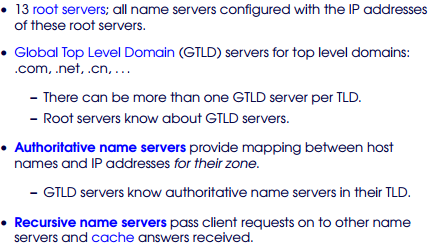 • 13 root servers; all name servers configured with the IP addresses
of these root servers.
• Global Top Level Domain (GTLD) servers for top level domains:
.com, .net, .cn, . . .
– There can be more than one GTLD server per TLD.
– Root servers know about GTLD servers.
• Authoritative name servers provide mapping between host
names and IP addresses for their zone.
– GTLD servers know authoritative name servers in their TLD.
• Recursive name servers pass client requests on to other name
servers and cache answers received.